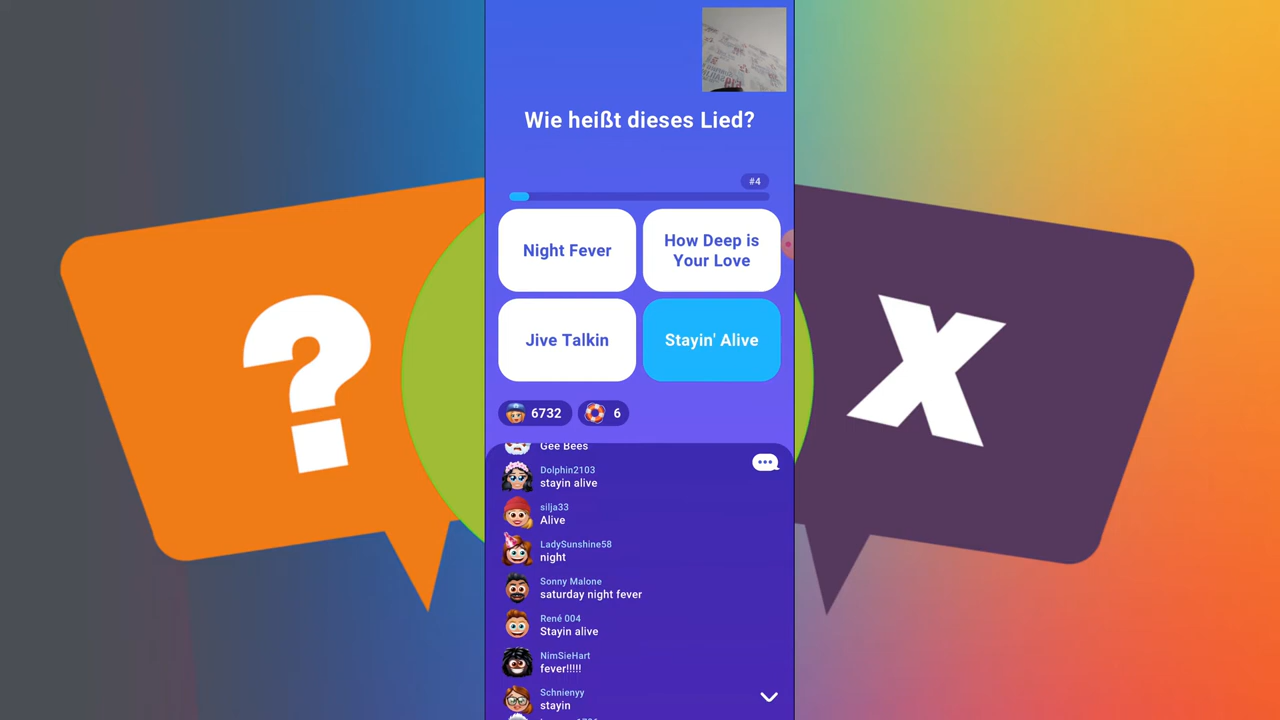 ?
X
Wie heißt dieses Lied?
#4
Night Fever
How Deep is
Your Love
Jive Talkin
Stayin' Alive
6732
6
Gee Bees
Dolphin2103
stayin alive
silja33
Alive
LadySunshine58
night
Sonny Malone
saturday night fever
René 004
Stayin alive
NimSieHart
fever!!!!!
Schnienyy
stayin